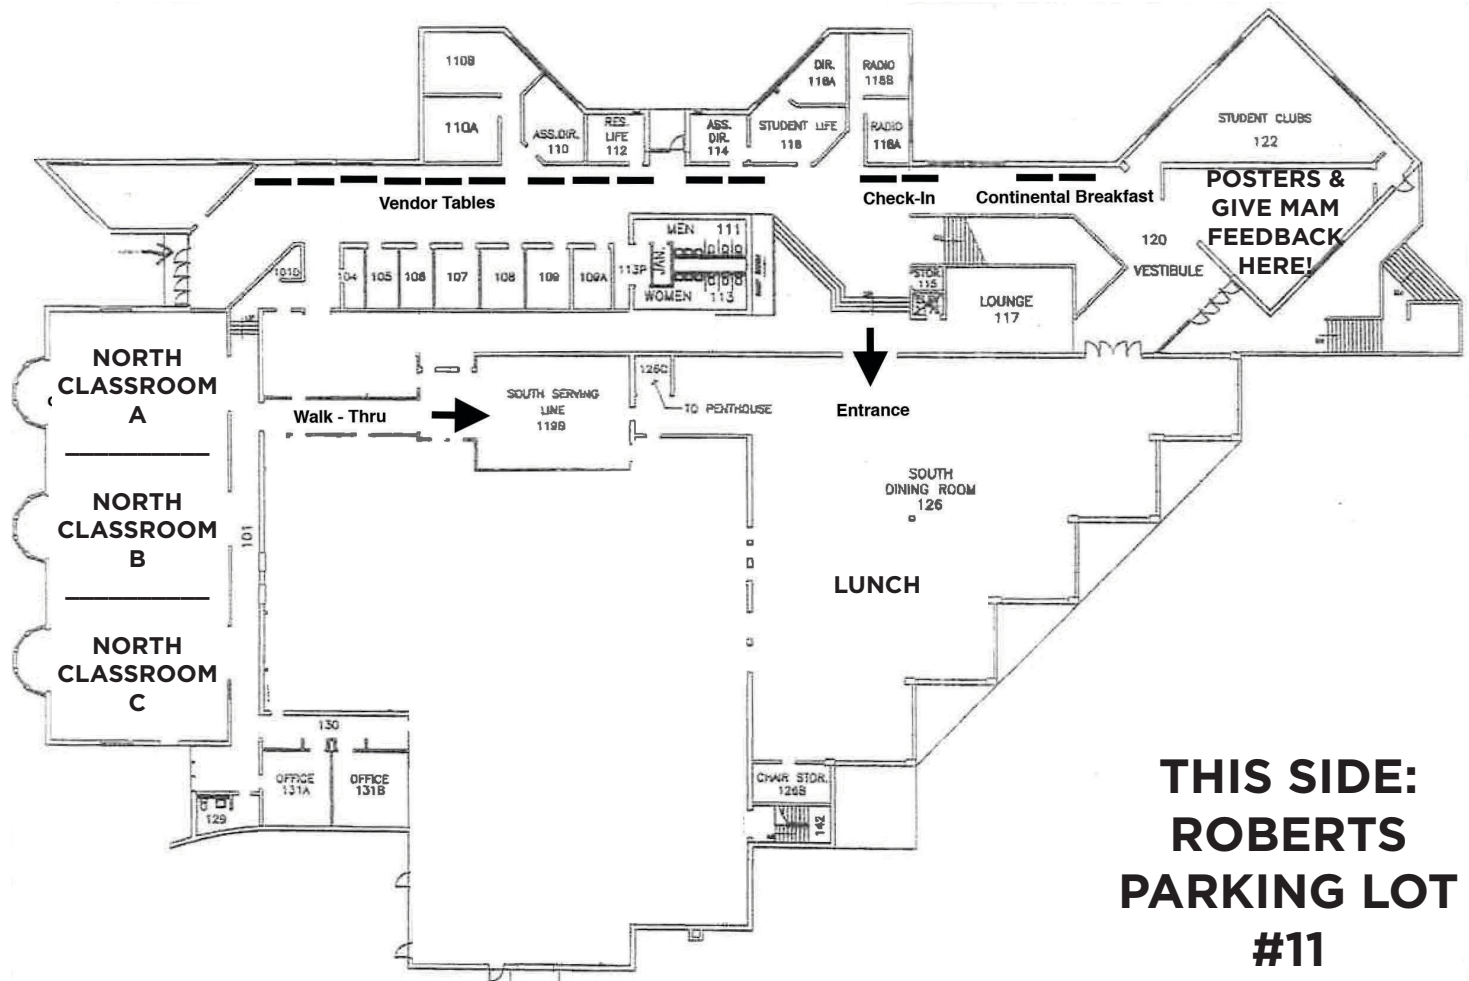 110B
110A
ASS.DIR.
110
RES.
LIFE
112
ASS.
DIR.
114
STUDENT LIFE
118
DIR.
118A
RADIO
118B
RADIO
118A
STUDENT CLUBS
122
Vendor Tables
Check-In
Continental Breakfast
POSTERS &
GIVE MAM
FEEDBACK
HERE!
120
VESTIBULE
101D
104
105
106
107
108
109
109A
113P
JAN.
MEN 111
WOMEN 113
STOR.
115
LOUNGE
117
NORTH
CLASSROOM
A
Walk - Thru
SOUTH SERVING
LINE
119B
126C
TO PENTHOUSE
Entrance
SOUTH
DINING ROOM
126
NORTH
CLASSROOM
B
101
LUNCH
NORTH
CLASSROOM
C
130
OFFICE
131A
OFFICE
131B
129
CHAIR STOR.
126B
142
THIS SIDE:
ROBERTS
PARKING LOT
#11